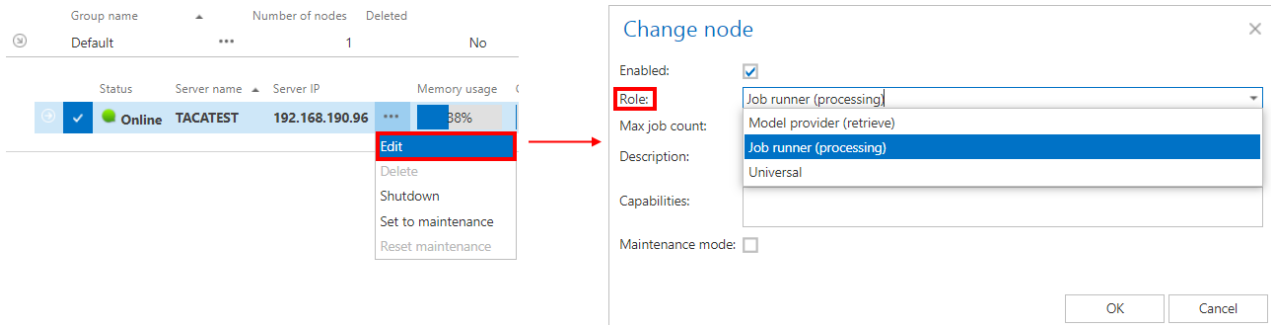 Group name Number of nodes Deleted
Default ... 1 No
Status Server name Server IP Memory usage
Online TACATEST 192.168.190.96 ... 38%
Edit
Delete
Shutdown
Set to maintenance
Reset maintenance
Change node
Enabled:
Role: Job runner (processing)
Model provider (retrieve)
Job runner (processing)
Universal
Max job count:
Description:
Capabilities:
Maintenance mode:
OK Cancel